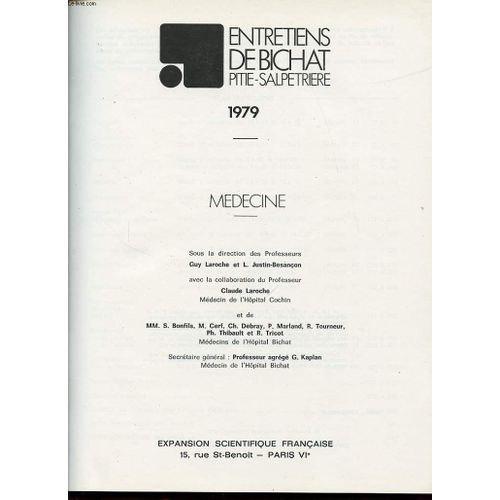 ENTRETIENS
DE BICHAT
PITIE-SALPETRIERE
1979
MEDECINE
Sous la direction des Professeurs
Guy Laroche et L. Justin-Besançon
avec la collaboration du Professeur
Claude Laroche
Médecin de l'Hôpital Cochin
et de
MM. S. Bonfils, M. Cerf, Ch. Debray, P. Marland, R. Tourneur,
Ph. Thibault et R. Tricot
Médecins de l'Hôpital Bichat
Secrétaire général : Professeur agrégé G. Kaplan
Médecin de l'Hôpital Bichat
EXPANSION SCIENTIFIQUE FRANÇAISE
15, rue St-Benoit – PARIS VIᵉ